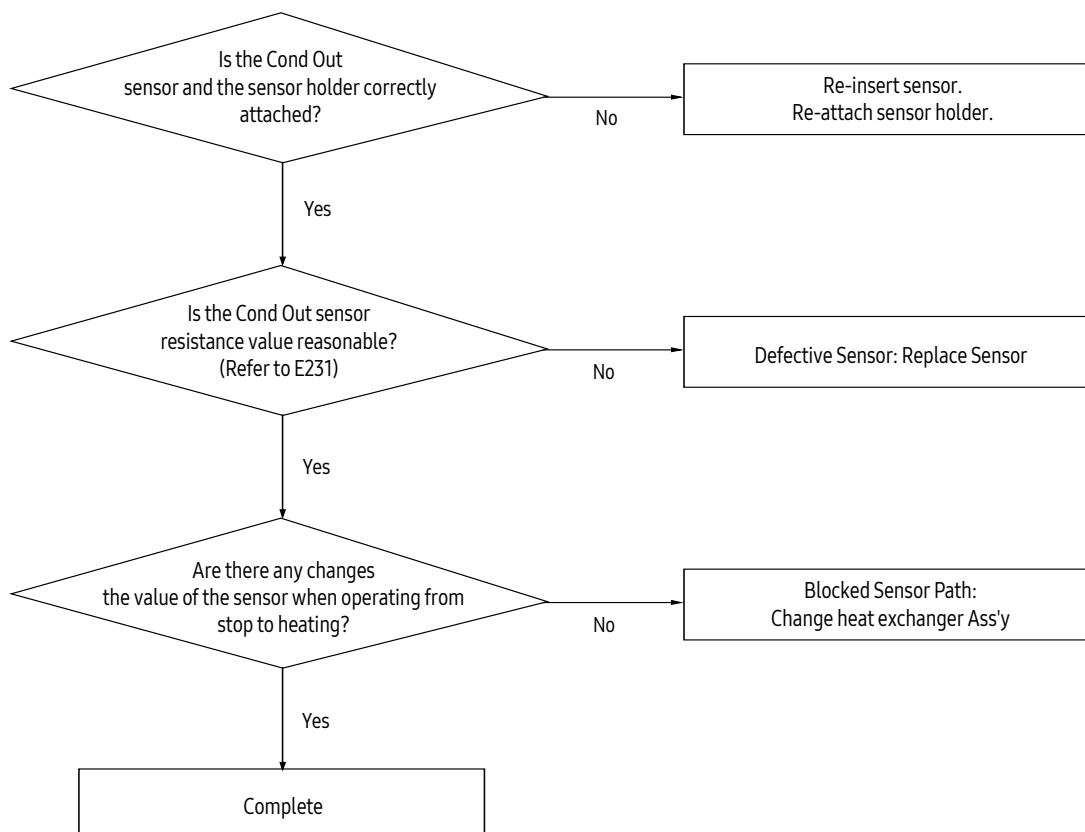 Is the Cond Out
sensor and the sensor holder correctly
attached?
No
Re-insert sensor.
Re-attach sensor holder.
Yes
Is the Cond Out sensor
resistance value reasonable?
(Refer to E231)
No
Defective Sensor: Replace Sensor
Yes
Are there any changes
the value of the sensor when operating from
stop to heating?
No
Blocked Sensor Path:
Change heat exchanger Ass'y
Yes
Complete